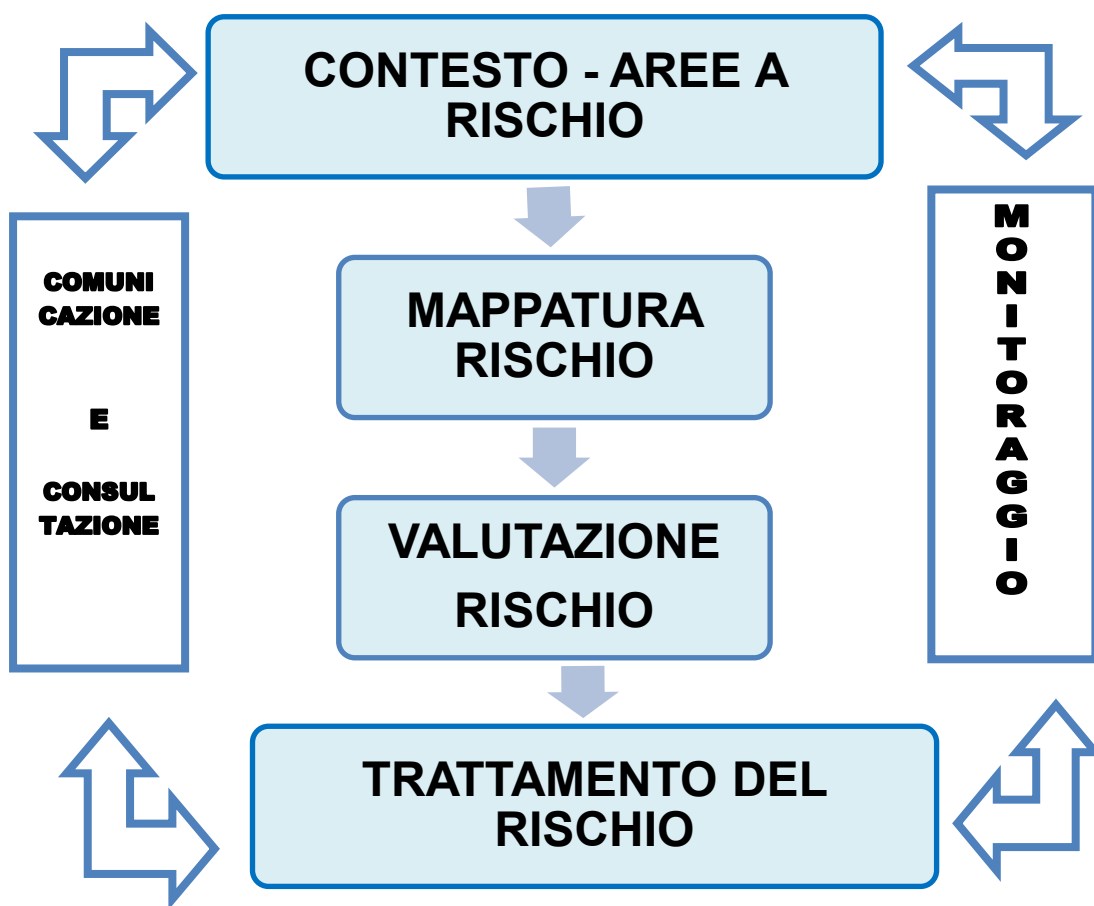 CONTESTO - AREE A
RISCHIO
COMUNI
CAZIONE
E
CONSUL
TAZIONE
MAPPATURA
RISCHIO
VALUTAZIONE
RISCHIO
TRATTAMENTO DEL
RISCHIO
M
O
N
I
T
O
R
A
G
G
I
O